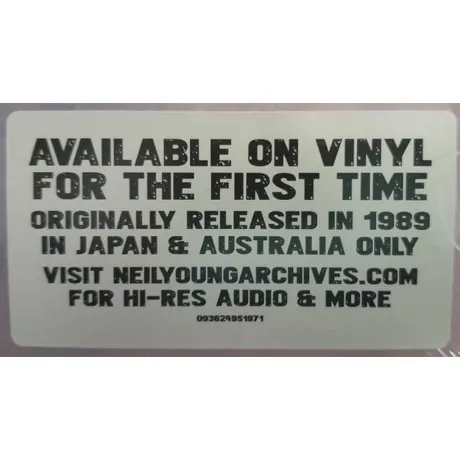 AVAILABLE ON VINYL
FOR THE FIRST TIME
ORIGINALLY RELEASED IN 1989
IN JAPAN & AUSTRALIA ONLY
VISIT NEILYOUNGARCHIVES.COM
FOR HI-RES AUDIO & MORE
093624951971